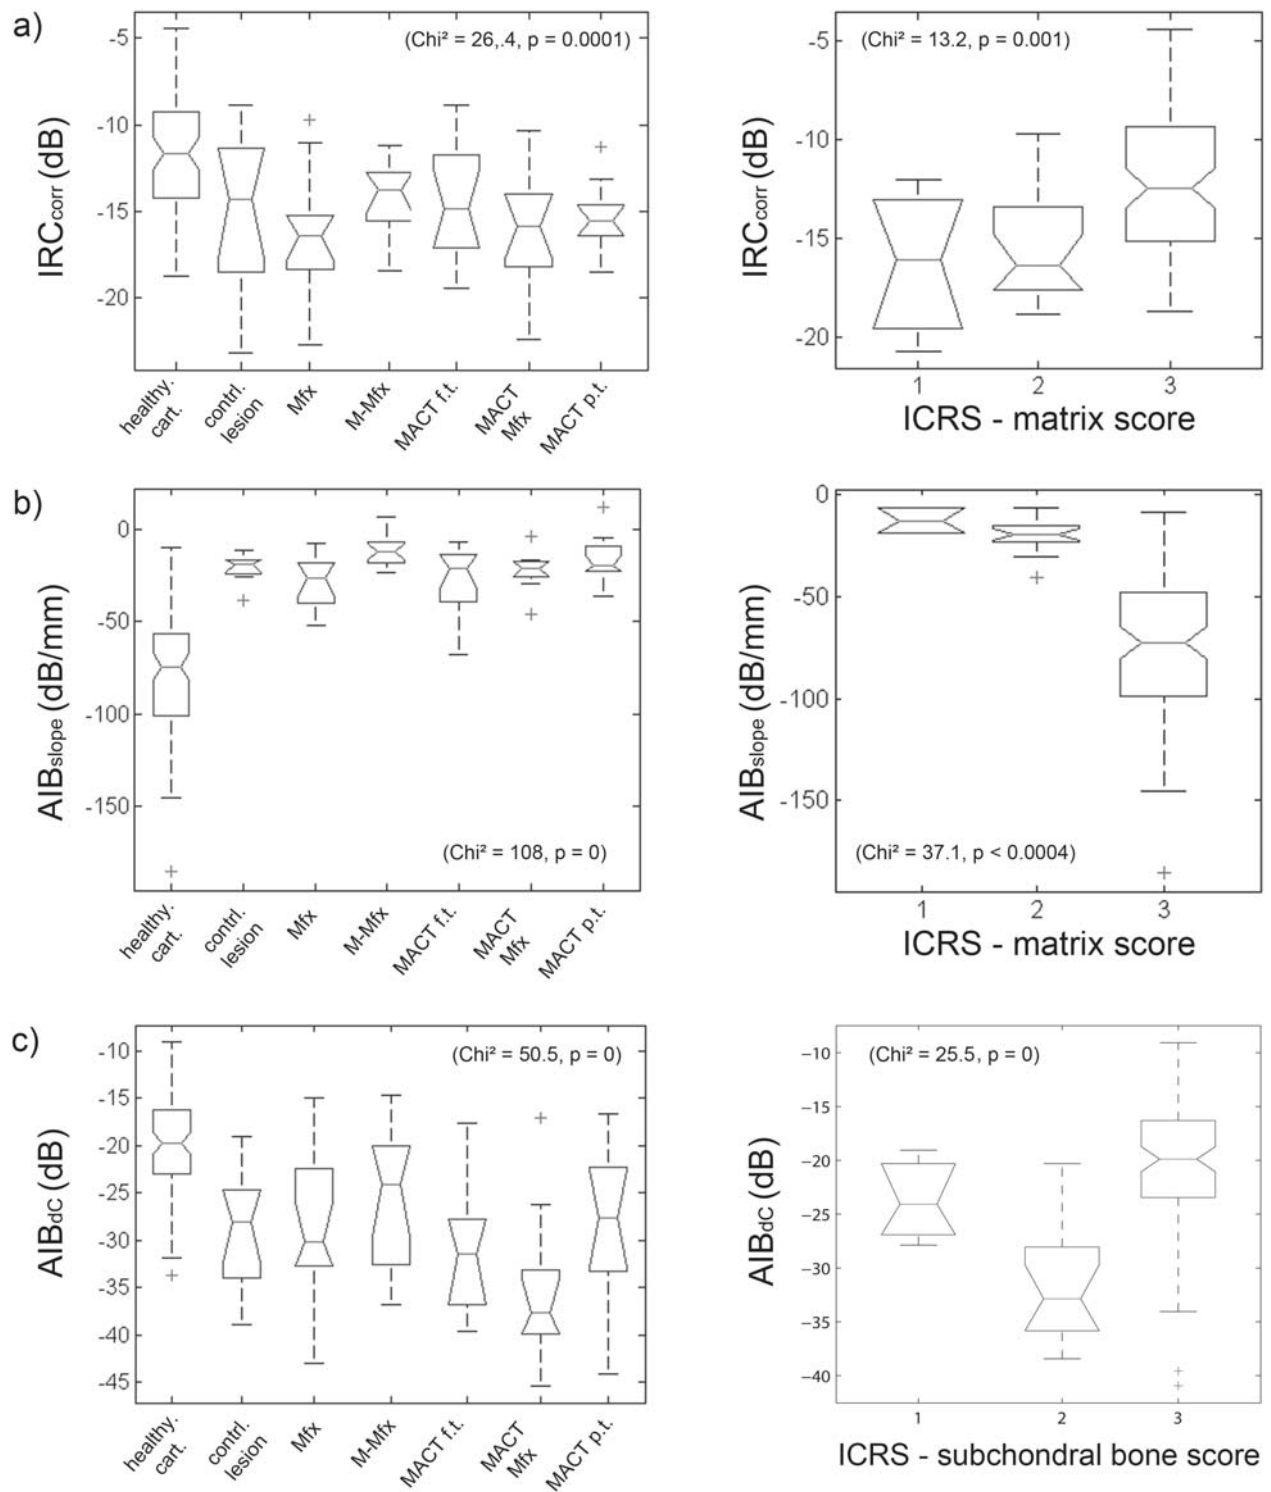 a)
(Chi² = 26,.4, p = 0.0001)
IRCcorr (dB)
-5
-10
-15
-20
healthy. cart.
contrl. lesion
Mfx
M-Mfx
MACT f.t.
MACT Mfx
MACT p.t.
(Chi² = 13.2, p = 0.001)
IRCcorr (dB)
-5
-10
-15
-20
1 2 3
ICRS - matrix score
b)
AIBslope (dB/mm)
0
-50
-100
-150
(Chi² = 108, p = 0)
healthy. cart.
contrl. lesion
Mfx
M-Mfx
MACT f.t.
MACT Mfx
MACT p.t.
AIBslope (dB/mm)
0
-50
-100
-150
(Chi² = 37.1, p < 0.0004)
1 2 3
ICRS - matrix score
c)
(Chi² = 50.5, p = 0)
AIBdC (dB)
-10
-15
-20
-25
-30
-35
-40
-45
healthy. cart.
contrl. lesion
Mfx
M-Mfx
MACT f.t.
MACT Mfx
MACT p.t.
(Chi² = 25.5, p = 0)
AIBdC (dB)
−10
−15
−20
−25
−30
−35
−40
1 2 3
ICRS - subchondral bone score